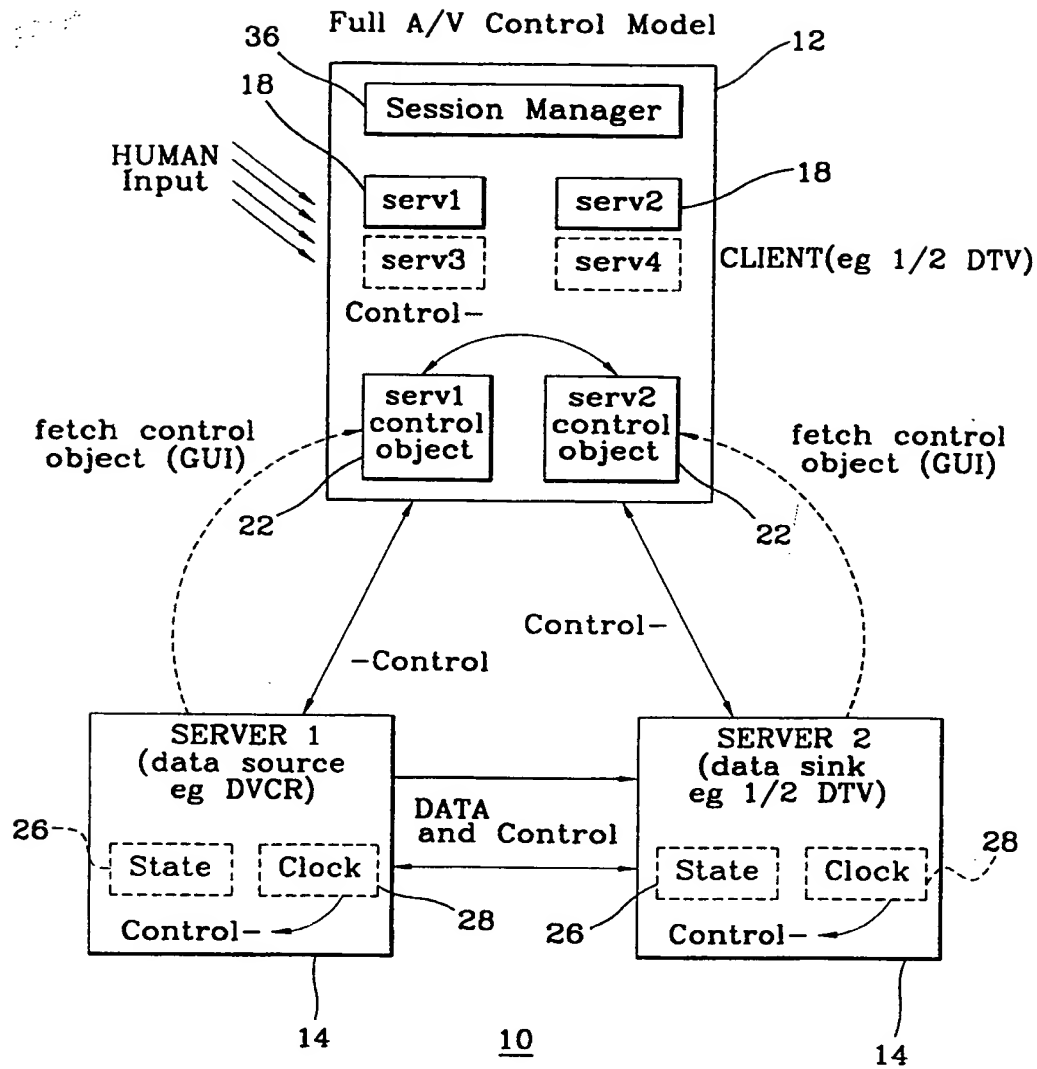 Full A/V Control Model
36
12
18
Session Manager
HUMAN
Input
18
serv1
serv2
serv3
serv4
CLIENT(eg 1/2 DTV)
Control-
serv1
control
object
serv2
control
object
fetch control
object (GUI)
fetch control
object (GUI)
22
22
Control-
-Control
SERVER 1
(data source
eg DVCR)
SERVER 2
(data sink
eg 1/2 DTV)
DATA
and Control
26
State
Clock
28
Control-
State
Clock
28
26
Control-
14
10
14